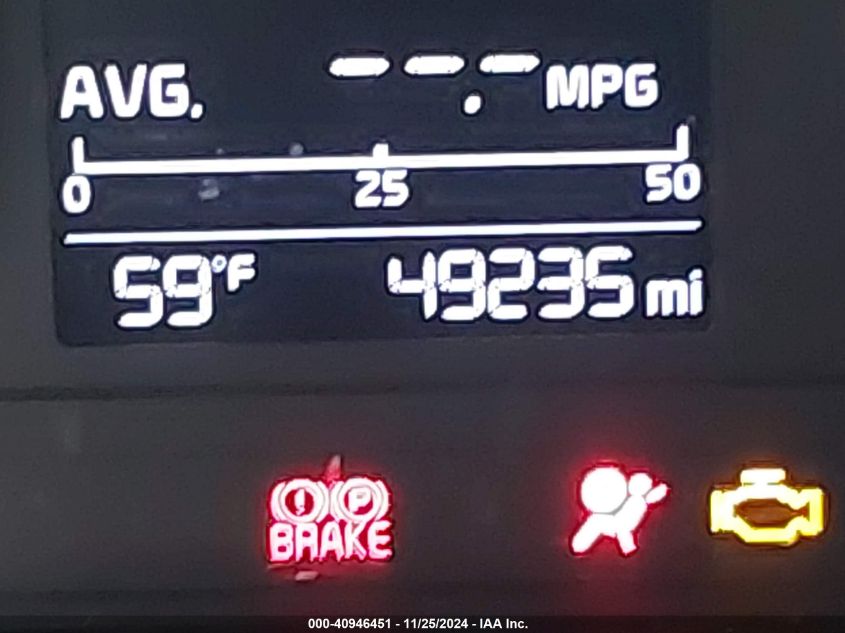 AVG. ---.- MPG
0 25 50
59°F 49235 mi
! P
BRAKE
000-40946451 - 11/25/2024 - IAA Inc.